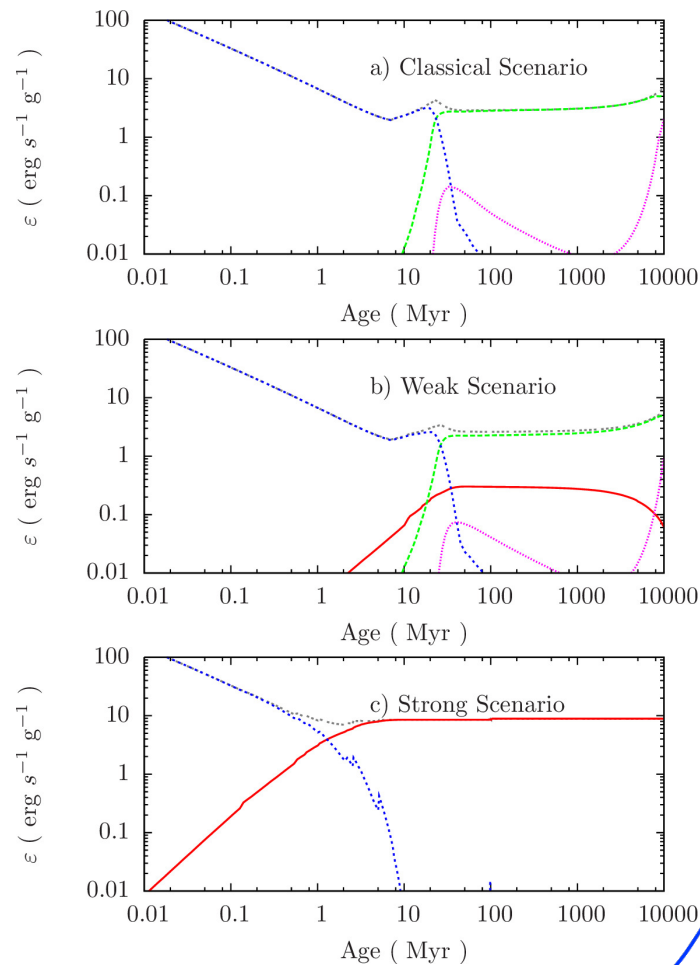 100
10
1
0.1
0.01
ε ( erg s⁻¹ g⁻¹ )
a) Classical Scenario
0.01 0.1 1 10 100 1000 10000
Age ( Myr )
100
10
1
0.1
0.01
ε ( erg s⁻¹ g⁻¹ )
b) Weak Scenario
0.01 0.1 1 10 100 1000 10000
Age ( Myr )
100
10
1
0.1
0.01
ε ( erg s⁻¹ g⁻¹ )
c) Strong Scenario
0.01 0.1 1 10 100 1000 10000
Age ( Myr )